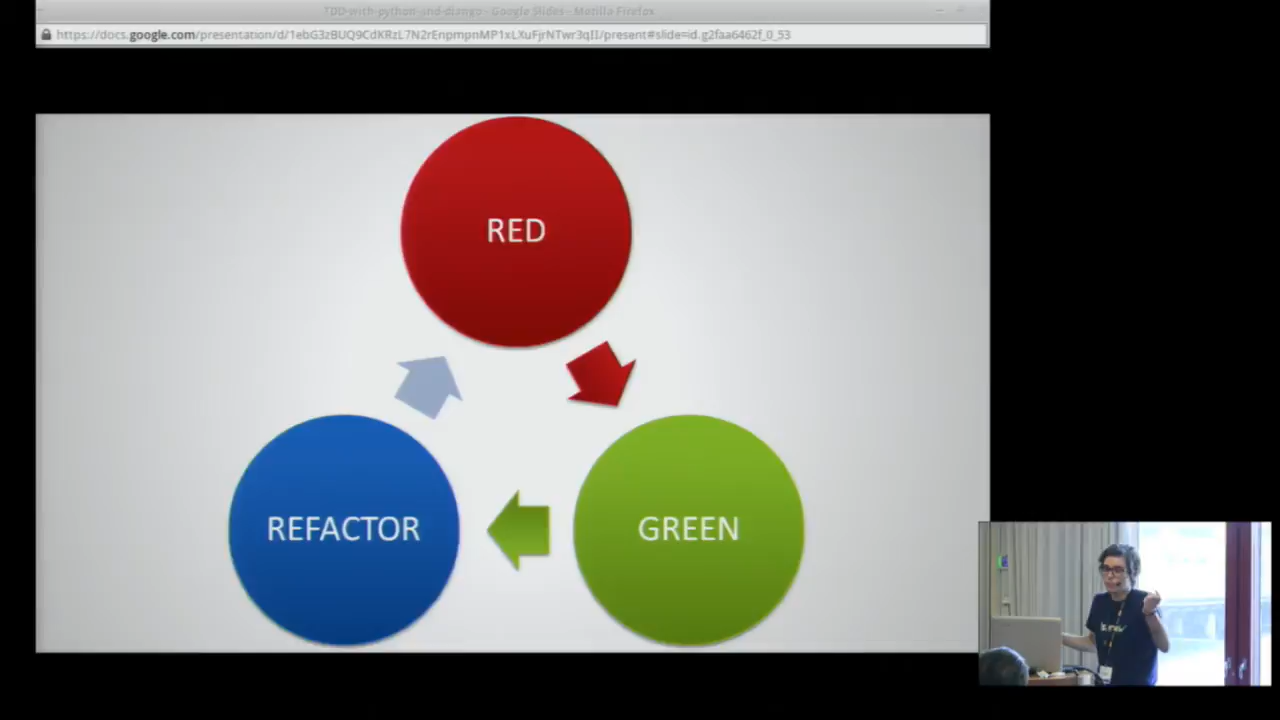 TDD-with-python-and-django - Google Slides - Mozilla Firefox
https://docs.google.com/presentation/d/1ebG3zBUQ9CdKRzL7N2rEnpmpnMP1xLXuFjrNTwr3qII/present#slide=id.g2faa6462f_0_53
RED
REFACTOR
GREEN